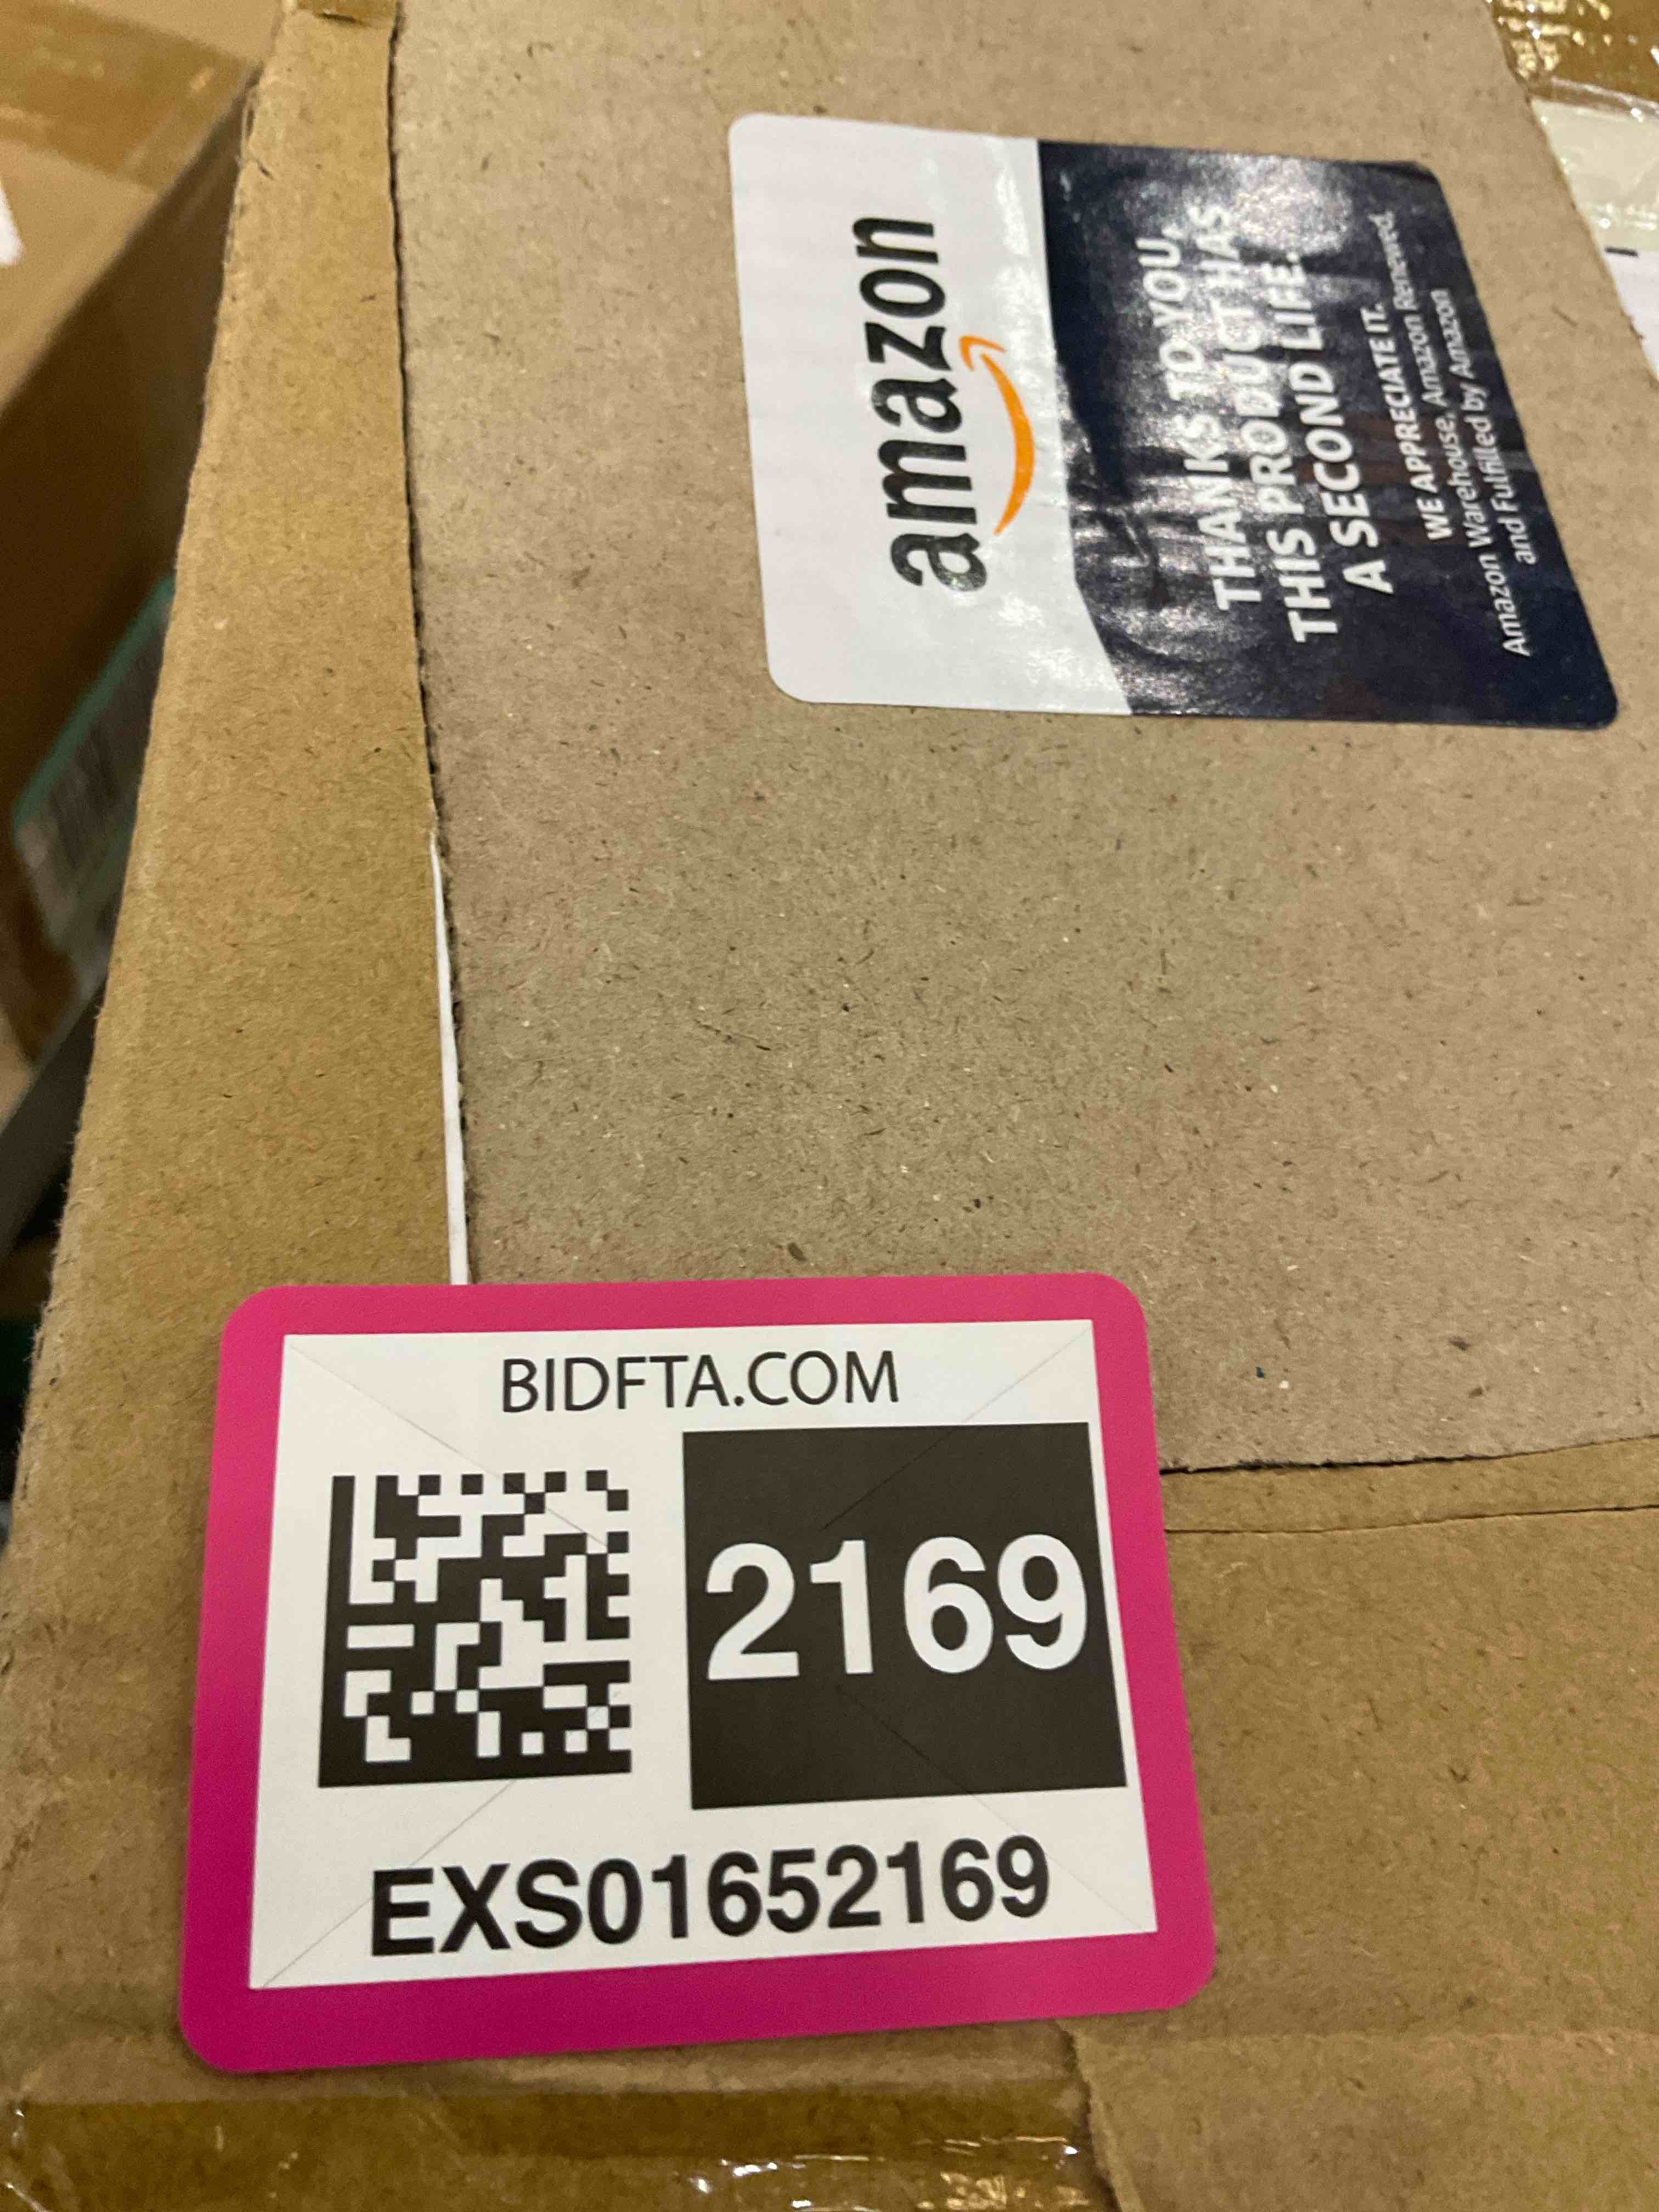 amazon
THANKS TO YOU,
THIS PRODUCT HAS
A SECOND LIFE.
WE APPRECIATE IT.
Amazon Warehouse, Amazon Renewed
and Fulfilled by Amazon
BIDFTA.COM
2169
EXS01652169